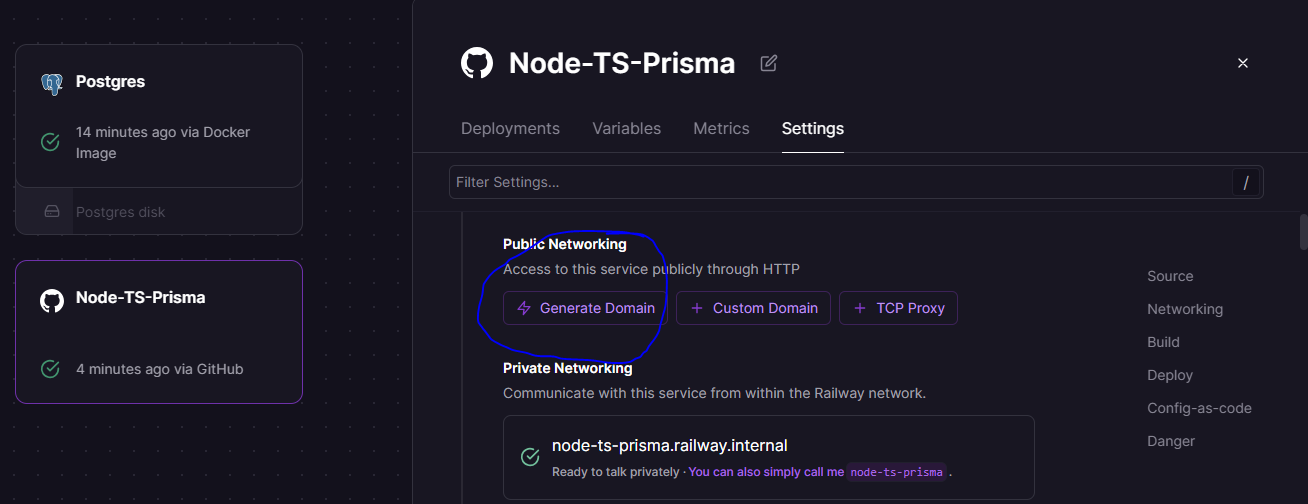 Postgres
14 minutes ago via Docker
Image
Postgres disk
Node-TS-Prisma
4 minutes ago via GitHub
Node-TS-Prisma
Deployments Variables Metrics Settings
Filter Settings... /
Public Networking
Access to this service publicly through HTTP
Generate Domain Custom Domain TCP Proxy
Private Networking
Communicate with this service from within the Railway network.
node-ts-prisma.railway.internal
Ready to talk privately · You can also simply call me node-ts-prisma .
Source
Networking
Build
Deploy
Config-as-code
Danger